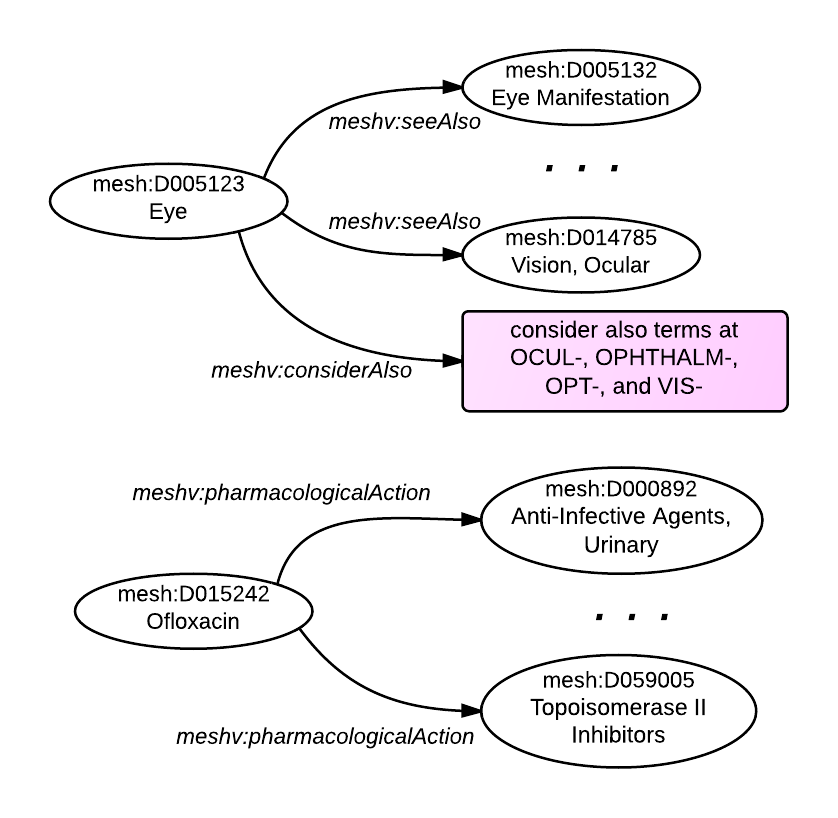 mesh:D005132
Eye Manifestation
meshv:seeAlso
. . .
mesh:D005123
Eye
meshv:seeAlso
mesh:D014785
Vision, Ocular
consider also terms at
OCUL-, OPHTHALM-,
OPT-, and VIS-
meshv:considerAlso
meshv:pharmacologicalAction
mesh:D000892
Anti-Infective Agents,
Urinary
mesh:D015242
Ofloxacin
. . .
mesh:D059005
Topoisomerase II
Inhibitors
meshv:pharmacologicalAction